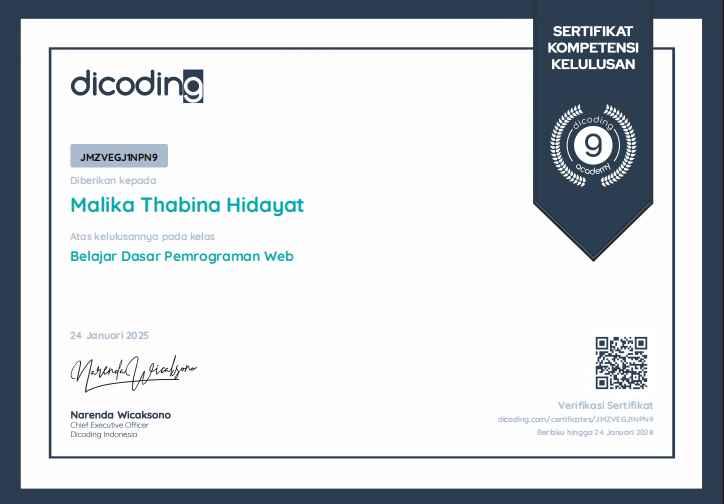 SERTIFIKAT
KOMPETENSI
KELULUSAN
dicoding
dicoding
9
academy
JMZVEGJ1NPN9
Diberikan kepada
Malika Thabina Hidayat
Atas kelulusannya pada kelas
Belajar Dasar Pemrograman Web
24 Januari 2025
Narenda Wicaksono
Narenda Wicaksono
Chief Executive Officer
Dicoding Indonesia
Verifikasi Sertifikat
dicoding.com/certificates/JMZVEGJ1NPN9
Berlaku hingga 24 Januari 2028